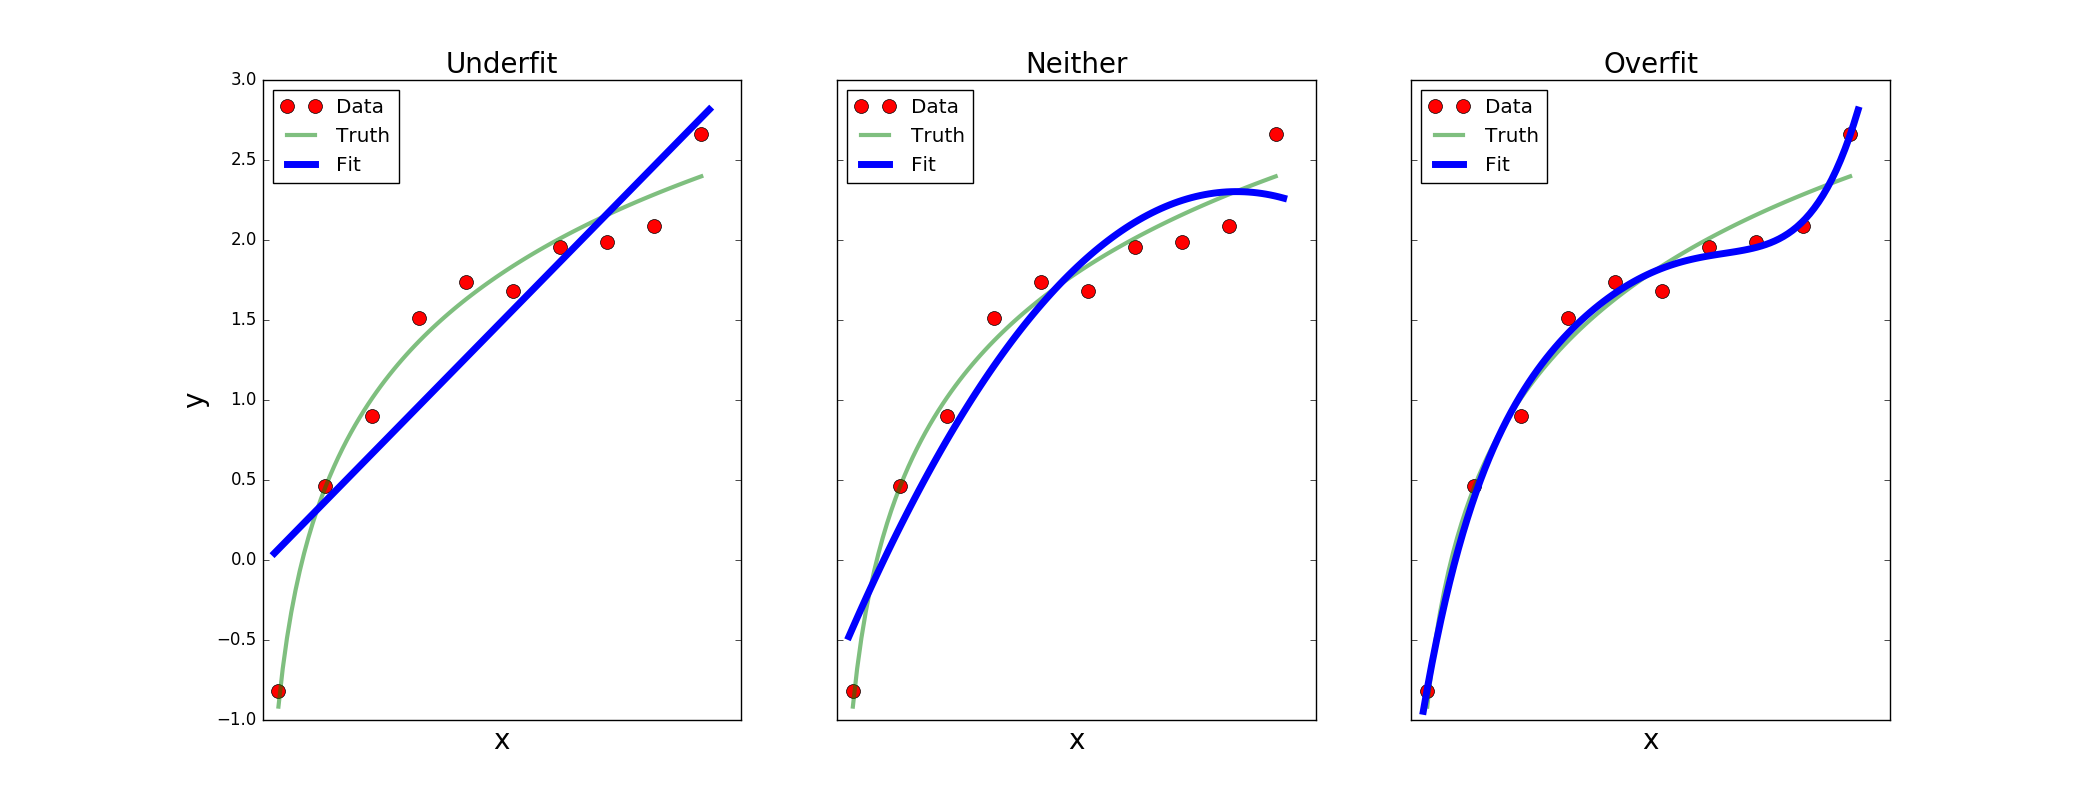 Underfit
Neither
Overfit
3.0
2.5
2.0
1.5
1.0
0.5
0.0
−0.5
−1.0
y
Data
Truth
Fit
Data
Truth
Fit
Data
Truth
Fit
x
x
x